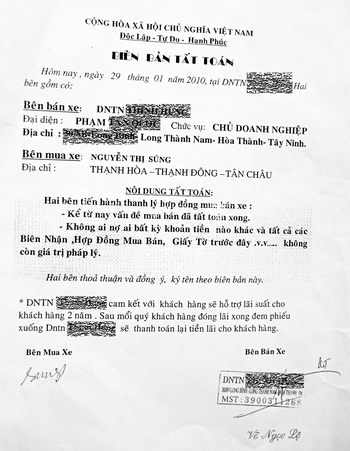 CỘNG HÒA XÃ HỘI CHỦ NGHĨA VIỆT NAM
Độc Lập - Tự Do - Hạnh Phúc
BIÊN BẢN TẤT TOÁN
Hôm nay , ngày 29 tháng 01 năm 2010, tại DNTN Hai
bên gồm có:
Bên bán xe: DNTN
Đại diện : PHẠM Chức vụ: CHỦ DOANH NGHIỆP
Địa chỉ : Long Thành Nam- Hòa Thành- Tây Ninh.
Bên mua xe: NGUYỄN THỊ SÚNG
Địa chỉ : THẠNH HÒA –THẠNH ĐÔNG –TÂN CHÂU
NỘI DUNG TẤT TOÁN:
Hai bên tiến hành thanh lý hợp đồng mua bán xe :
- Kể từ nay vấn đề mua bán đã tất toán xong.
- Không ai nợ ai bất kỳ khoản tiền nào khác và tất cả các
Biên Nhận ,Hợp Đồng Mua Bán, Giấy Tờ trước đây .v.v.... không
còn giá trị pháp lý.
Hai bên thoả thuận và đồng ý, ký tên theo biên bản này.
* DNTN cam kết với khách hàng sẽ hỗ trợ lãi suất cho
khách hàng 2 năm . Sau mỗi quý khách hàng đóng lãi xong đem phiếu
xuống DNTN sẽ thanh toán lại tiền lãi cho khách hàng.
Bên Mua Xe Bên Bán Xe
DNTN
MST: 3900311268
Võ Ngọc Lệ